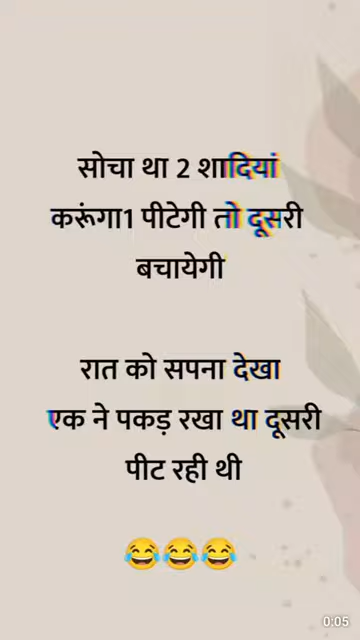 सोचा था 2 शादियां
करूंगा1 पीटेगी तो दूसरी
बचायेगी
रात को सपना देखा
एक ने पकड़ रखा था दूसरी
पीट रही थी
😂😂😂
0:05